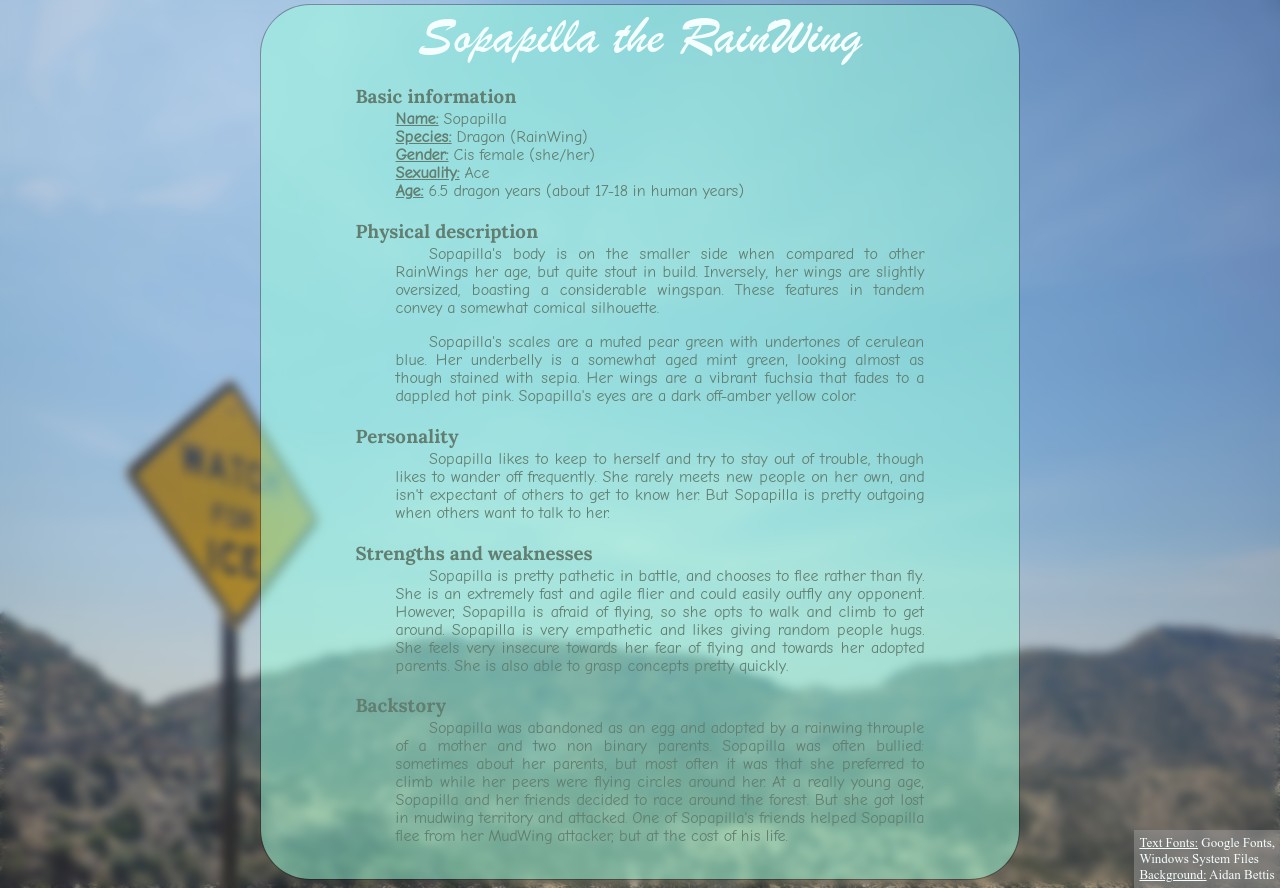 Sopapilla the RainWing
Basic information
Name: Sopapilla
Species: Dragon (RainWing)
Gender: Cis female (she/her)
Sexuality: Ace
Age: 6.5 dragon years (about 17-18 in human years)
Physical description
Sopapilla's body is on the smaller side when compared to other
RainWings her age, but quite stout in build. Inversely, her wings are slightly
oversized, boasting a considerable wingspan. These features in tandem
convey a somewhat comical silhouette.
Sopapilla's scales are a muted pear green with undertones of cerulean
blue. Her underbelly is a somewhat aged mint green, looking almost as
though stained with sepia. Her wings are a vibrant fuchsia that fades to a
dappled hot pink. Sopapilla's eyes are a dark off-amber yellow color.
Personality
Sopapilla likes to keep to herself and try to stay out of trouble, though
likes to wander off frequently. She rarely meets new people on her own, and
isn't expectant of others to get to know her. But Sopapilla is pretty outgoing
when others want to talk to her.
Strengths and weaknesses
Sopapilla is pretty pathetic in battle, and chooses to flee rather than fly.
She is an extremely fast and agile flier and could easily outfly any opponent.
However, Sopapilla is afraid of flying, so she opts to walk and climb to get
around. Sopapilla is very empathetic and likes giving random people hugs.
She feels very insecure towards her fear of flying and towards her adopted
parents. She is also able to grasp concepts pretty quickly.
Backstory
Sopapilla was abandoned as an egg and adopted by a rainwing throuple
of a mother and two non binary parents. Sopapilla was often bullied:
sometimes about her parents, but most often it was that she preferred to
climb while her peers were flying circles around her. At a really young age,
Sopapilla and her friends decided to race around the forest. But she got lost
in mudwing territory and attacked. One of Sopapilla's friends helped Sopapilla
flee from her MudWing attacker, but at the cost of his life.
WATCH
FOR
ICE
Text Fonts: Google Fonts,
Windows System Files
Background: Aidan Bettis